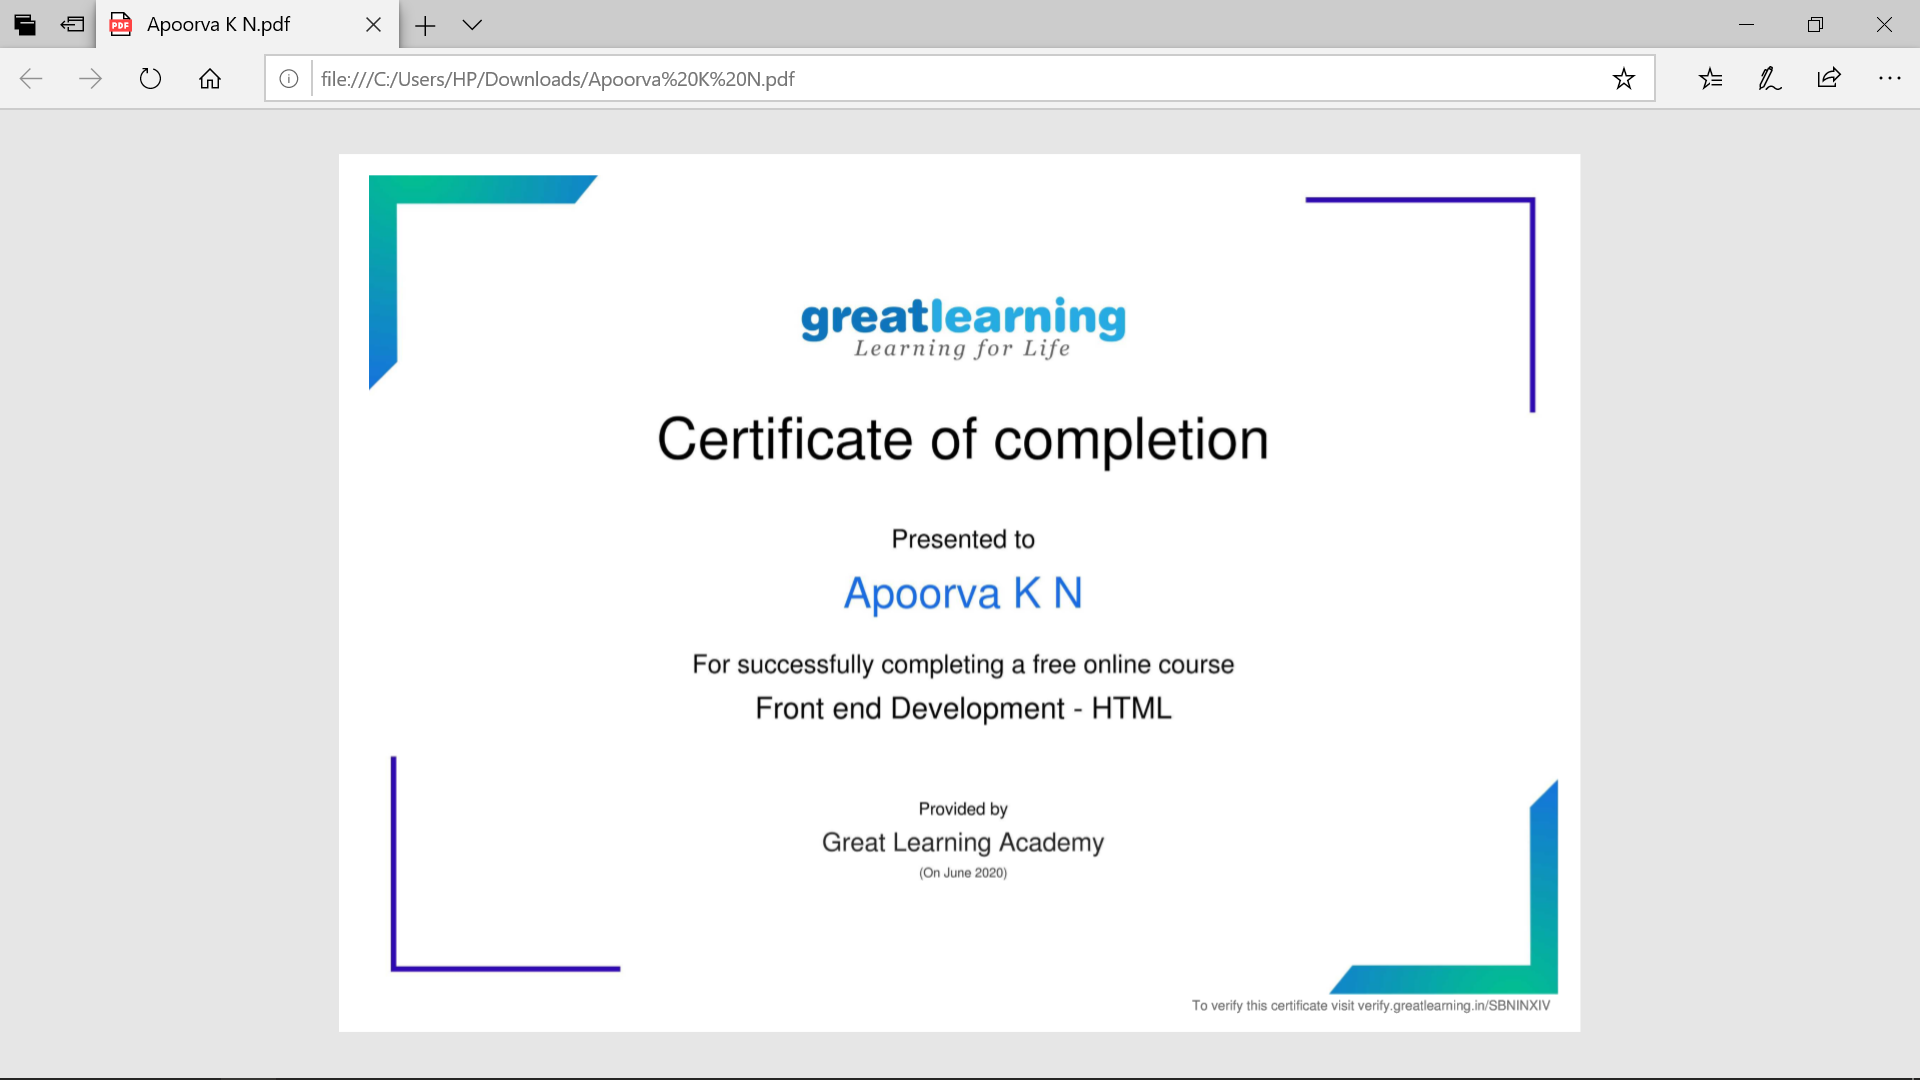 Apoorva K N.pdf
file:///C:/Users/HP/Downloads/Apoorva%20K%20N.pdf
greatlearning
Learning for Life
Certificate of completion
Presented to
Apoorva K N
For successfully completing a free online course
Front end Development - HTML
Provided by
Great Learning Academy
(On June 2020)
To verify this certificate visit verify.greatlearning.in/SBNINXIV